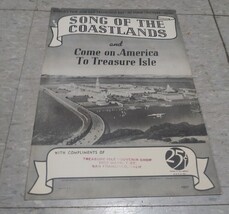 SONG OF THE
COASTLANDS
and
Come on America
To Treasure Isle
WITH COMPLIMENTS OF
25¢